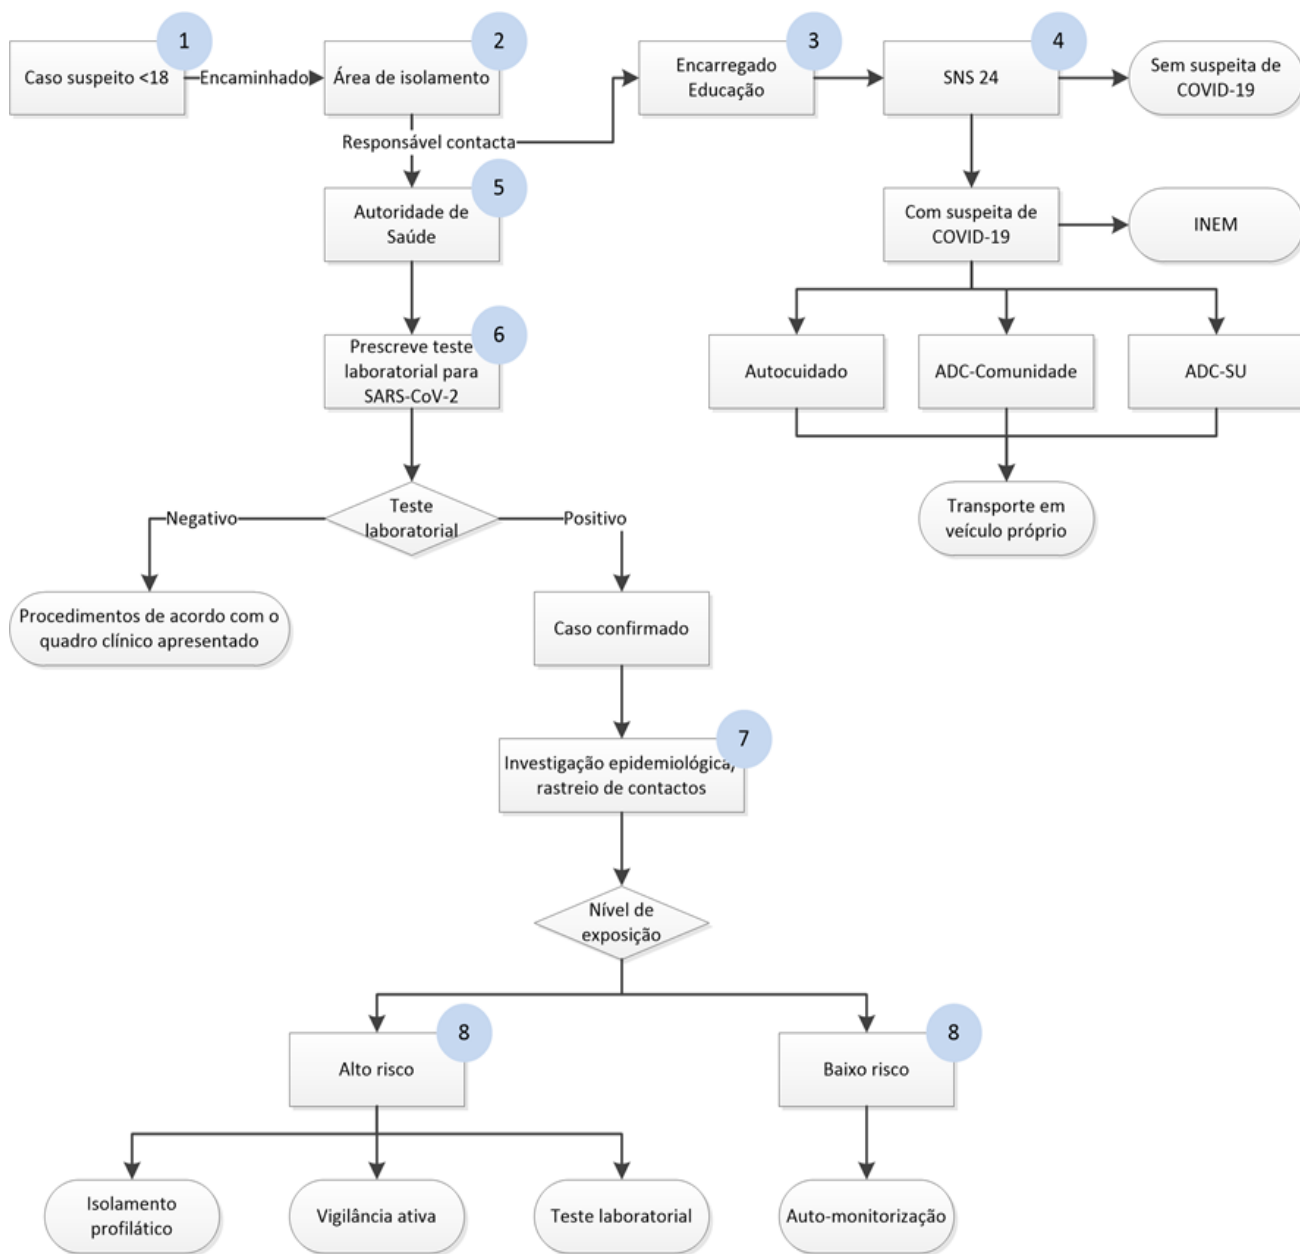 1
Caso suspeito <18
Encaminhado
2
Área de isolamento
3
Encarregado
Educação
4
SNS 24
Sem suspeita de
COVID-19
Responsável contacta
5
Autoridade de
Saúde
Com suspeita de
COVID-19
INEM
6
Prescreve teste
laboratorial para
SARS-CoV-2
Autocuidado
ADC-Comunidade
ADC-SU
Negativo
Teste
laboratorial
Positivo
Transporte em
veículo próprio
Procedimentos de acordo com o
quadro clínico apresentado
Caso confirmado
7
Investigação epidemiológica/
rastreio de contactos
Nível de
exposição
8
Alto risco
8
Baixo risco
Isolamento
profilático
Vigilância ativa
Teste laboratorial
Auto-monitorização